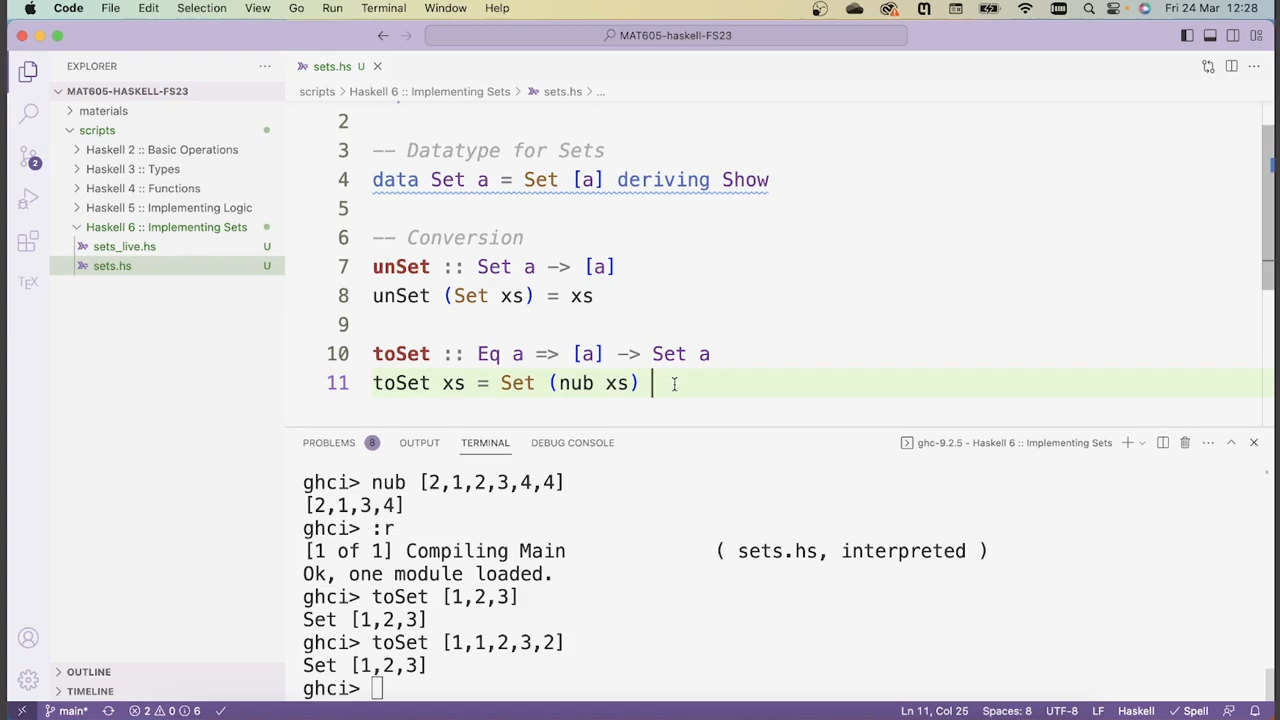 Code File Edit Selection View Go Run Terminal Window Help Fri 24 Mar 12:28
MAT605-haskell-FS23
EXPLORER
sets.hs U
MAT605-HASKELL-FS23
scripts > Haskell 6 :: Implementing Sets > sets.hs > ...
materials
scripts
Haskell 2 :: Basic Operations
Haskell 3 :: Types
Haskell 4 :: Functions
Haskell 5 :: Implementing Logic
Haskell 6 :: Implementing Sets
sets_live.hs U
sets.hs U
2
TEX
2
3 -- Datatype for Sets
4 data Set a = Set [a] deriving Show
5
6 -- Conversion
7 unSet :: Set a -> [a]
8 unSet (Set xs) = xs
9
10 toSet :: Eq a => [a] -> Set a
11 toSet xs = Set (nub xs)
PROBLEMS 8 OUTPUT TERMINAL DEBUG CONSOLE ghc-9.2.5 - Haskell 6 :: Implementing Sets
ghci> nub [2,1,2,3,4,4]
[2,1,3,4]
ghci> :r
[1 of 1] Compiling Main ( sets.hs, interpreted )
Ok, one module loaded.
ghci> toSet [1,2,3]
Set [1,2,3]
ghci> toSet [1,1,2,3,2]
Set [1,2,3]
ghci>
OUTLINE
TIMELINE
main* 2 0 6 Ln 11, Col 25 Spaces: 8 UTF-8 LF Haskell Spell